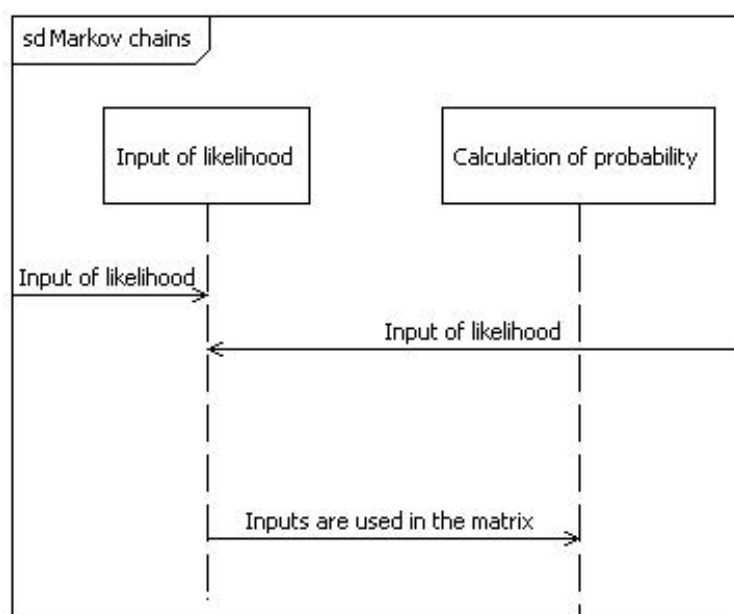 sd Markov chains
Input of likelihood
Calculation of probability
Input of likelihood
Input of likelihood
Inputs are used in the matrix